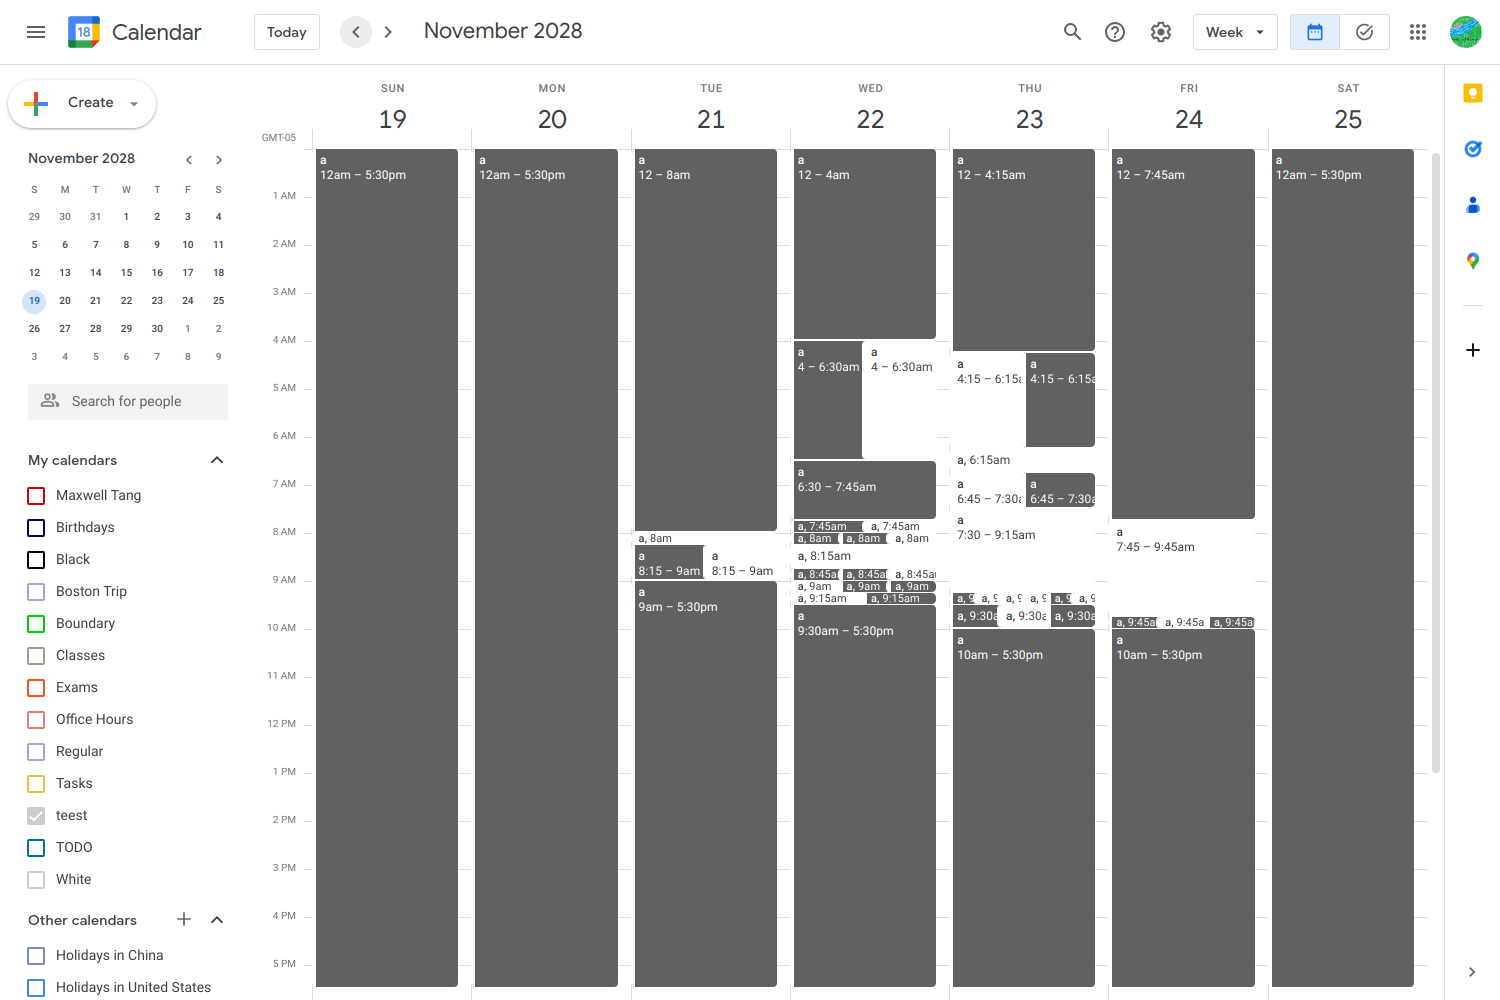 18 Calendar Today November 2028 Week
Create
November 2028
S M T W T F S
29 30 31 1 2 3 4
5 6 7 8 9 10 11
12 13 14 15 16 17 18
19 20 21 22 23 24 25
26 27 28 29 30 1 2
3 4 5 6 7 8 9
Search for people
My calendars
Maxwell Tang
Birthdays
Black
Boston Trip
Boundary
Classes
Exams
Office Hours
Regular
Tasks
teest
TODO
White
Other calendars
Holidays in China
Holidays in United States
GMT-05
SUN MON TUE WED THU FRI SAT
19 20 21 22 23 24 25
1 AM
2 AM
3 AM
4 AM
5 AM
6 AM
7 AM
8 AM
9 AM
10 AM
11 AM
12 PM
1 PM
2 PM
3 PM
4 PM
5 PM
a
12am – 5:30pm
a
12am – 5:30pm
a
12 – 8am
a, 8am
a
8:15 – 9am
a
8:15 – 9am
a
9am – 5:30pm
a
12 – 4am
a
4 – 6:30am
a
4 – 6:30am
a
6:30 – 7:45am
a, 7:45am
a, 7:45am
a, 8am
a, 8am
a, 8am
a, 8:15am
a, 8:45a
a, 8:45a
a, 8:45a
a, 9am
a, 9am
a, 9am
a, 9:15am
a, 9:15am
a
9:30am – 5:30pm
a
12 – 4:15am
a
4:15 – 6:15a
a
4:15 – 6:15a
a, 6:15am
a
6:45 – 7:30a
a
6:45 – 7:30a
a
7:30 – 9:15am
a, 9
a, 9
a, 9
a, 9
a, 9
a, 9
a, 9:30a
a, 9:30a
a, 9:30a
a
10am – 5:30pm
a
12 – 7:45am
a
7:45 – 9:45am
a, 9:45a
a, 9:45a
a, 9:45a
a
10am – 5:30pm
a
12am – 5:30pm